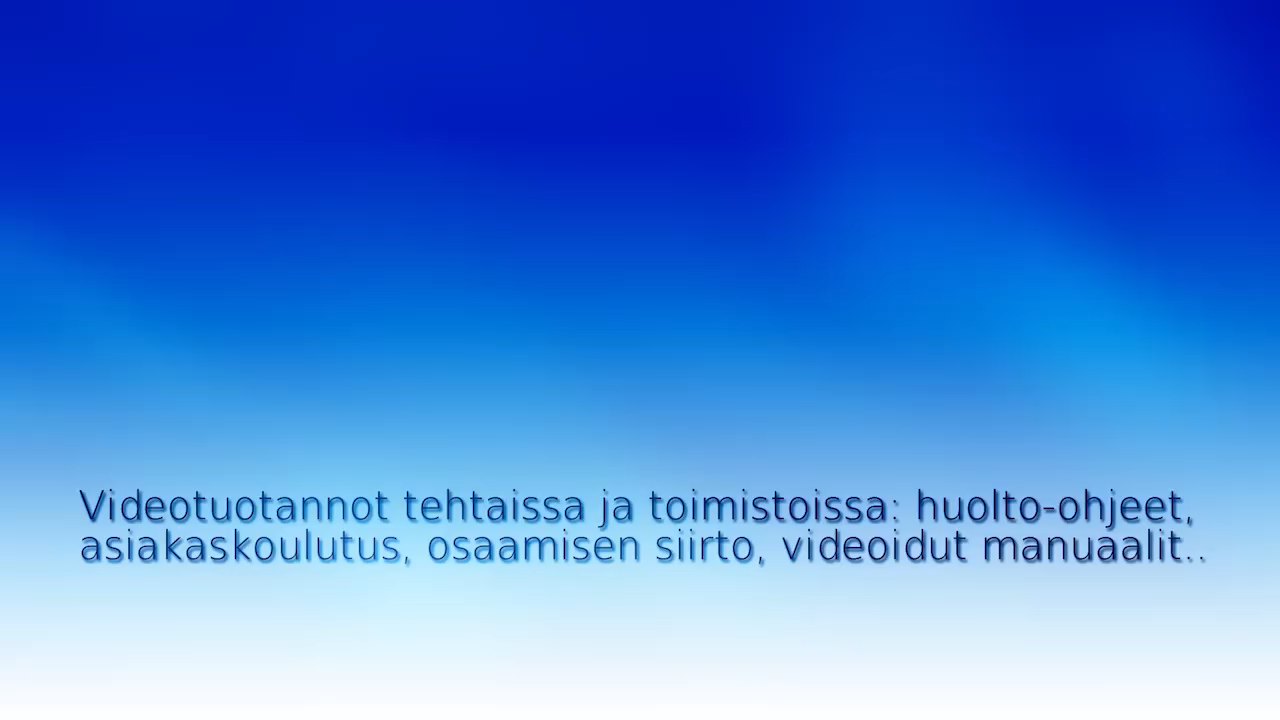 Videotuotannot tehtaissa ja toimistoissa: huolto-ohjeet,
asiakaskoulutus, osaamisen siirto, videoidut manuaalit..